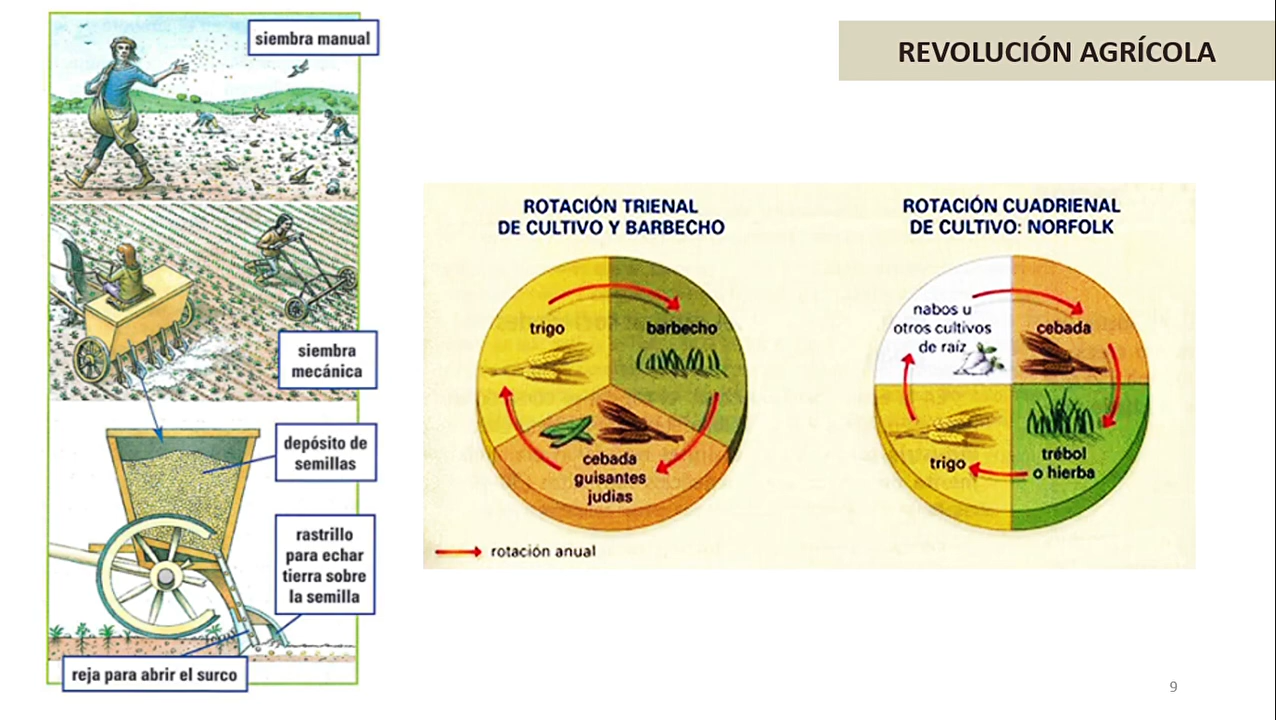 REVOLUCIÓN AGRÍCOLA
siembra manual
siembra
mecánica
depósito de
semillas
rastrillo
para echar
tierra sobre
la semilla
reja para abrir el surco
ROTACIÓN TRIENAL
DE CULTIVO Y BARBECHO
trigo
barbecho
cebada
guisantes
judias
rotación anual
ROTACIÓN CUADRIENAL
DE CULTIVO: NORFOLK
nabos u
otros cultivos
de raíz
cebada
trébol
o hierba
trigo
9